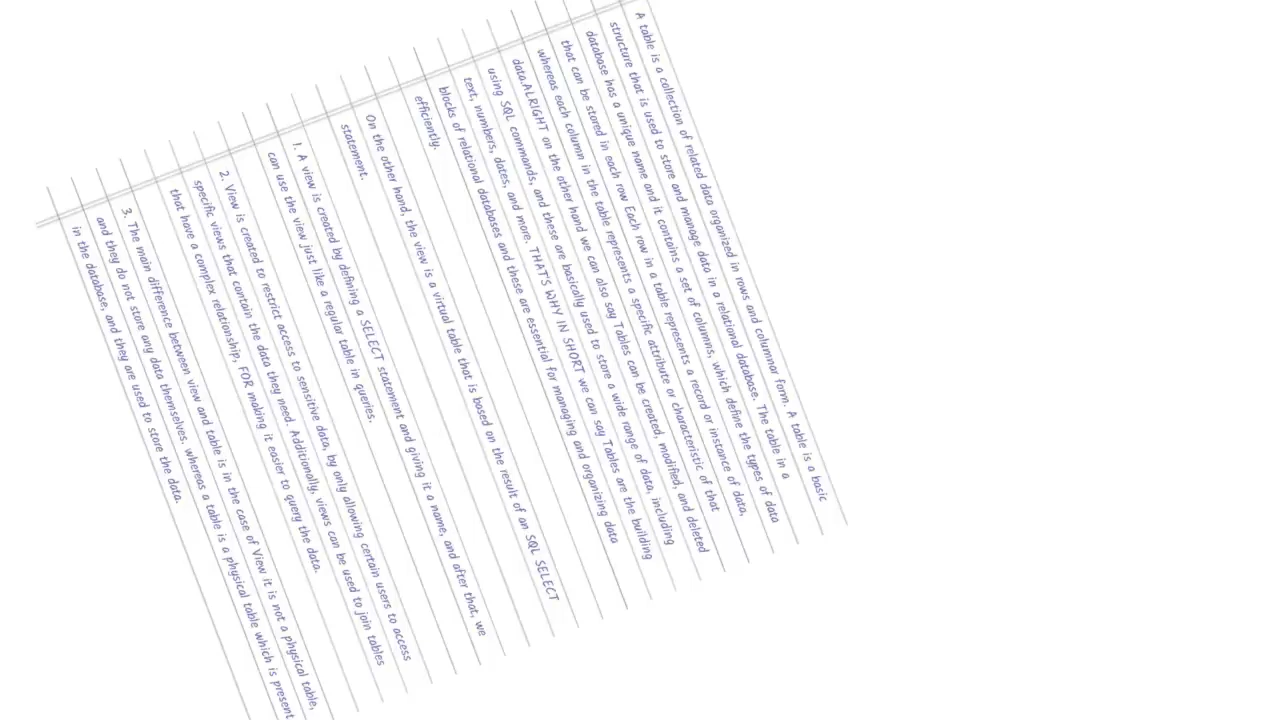 A table is a collection of related data organized in rows and columnar form. A table is a basic
structure that is used to store and manage data in a relational database. The table in a
database has a unique name and it contains a set of columns, which define the types of data
that can be stored in each row Each row in a table represents a record or instance of data,
whereas each column in the table represents a specific attribute or characteristic of that
data.ALRIGHT on the other hand we can also say Tables can be created, modified, and deleted
using SQL commands, and these are basically used to store a wide range of data, including
text, numbers, dates, and more. THAT'S WHY IN SHORT we can say Tables are the building
blocks of relational databases and these are essential for managing and organizing data
efficiently.
On the other hand, the view is a virtual table that is based on the result of an SQL SELECT
statement.
1. A view is created by defining a SELECT statement and giving it a name, and after that, we
can use the view just like a regular table in queries.
2. View is created to restrict access to sensitive data, by only allowing certain users to access
specific views that contain the data they need. Additionally, views can be used to join tables
that have a complex relationship, FOR making it easier to query the data.
3. The main difference between view and table is in the case of View it is not a physical table,
and they do not store any data themselves. whereas a table is a physical table which is present
in the database, and they are used to store the data.